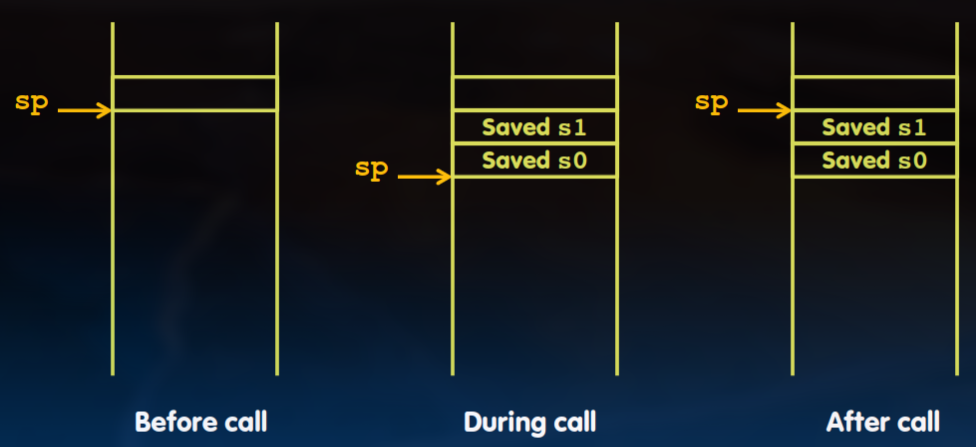 sp
Before call
sp
Saved s1
Saved s0
During call
sp
Saved s1
Saved s0
After call